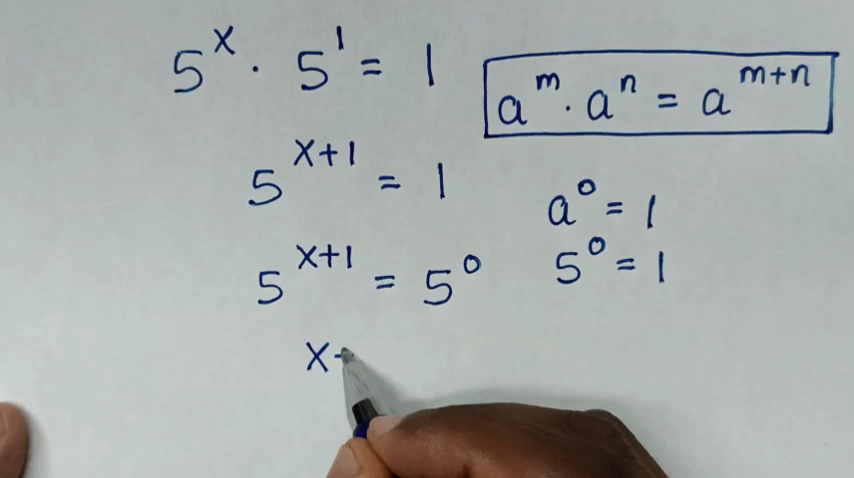 5^x · 5^1 = 1
a^m · a^n = a^{m+n}
5^{x+1} = 1
a^0 = 1
5^{x+1} = 5^0
5^0 = 1
x-